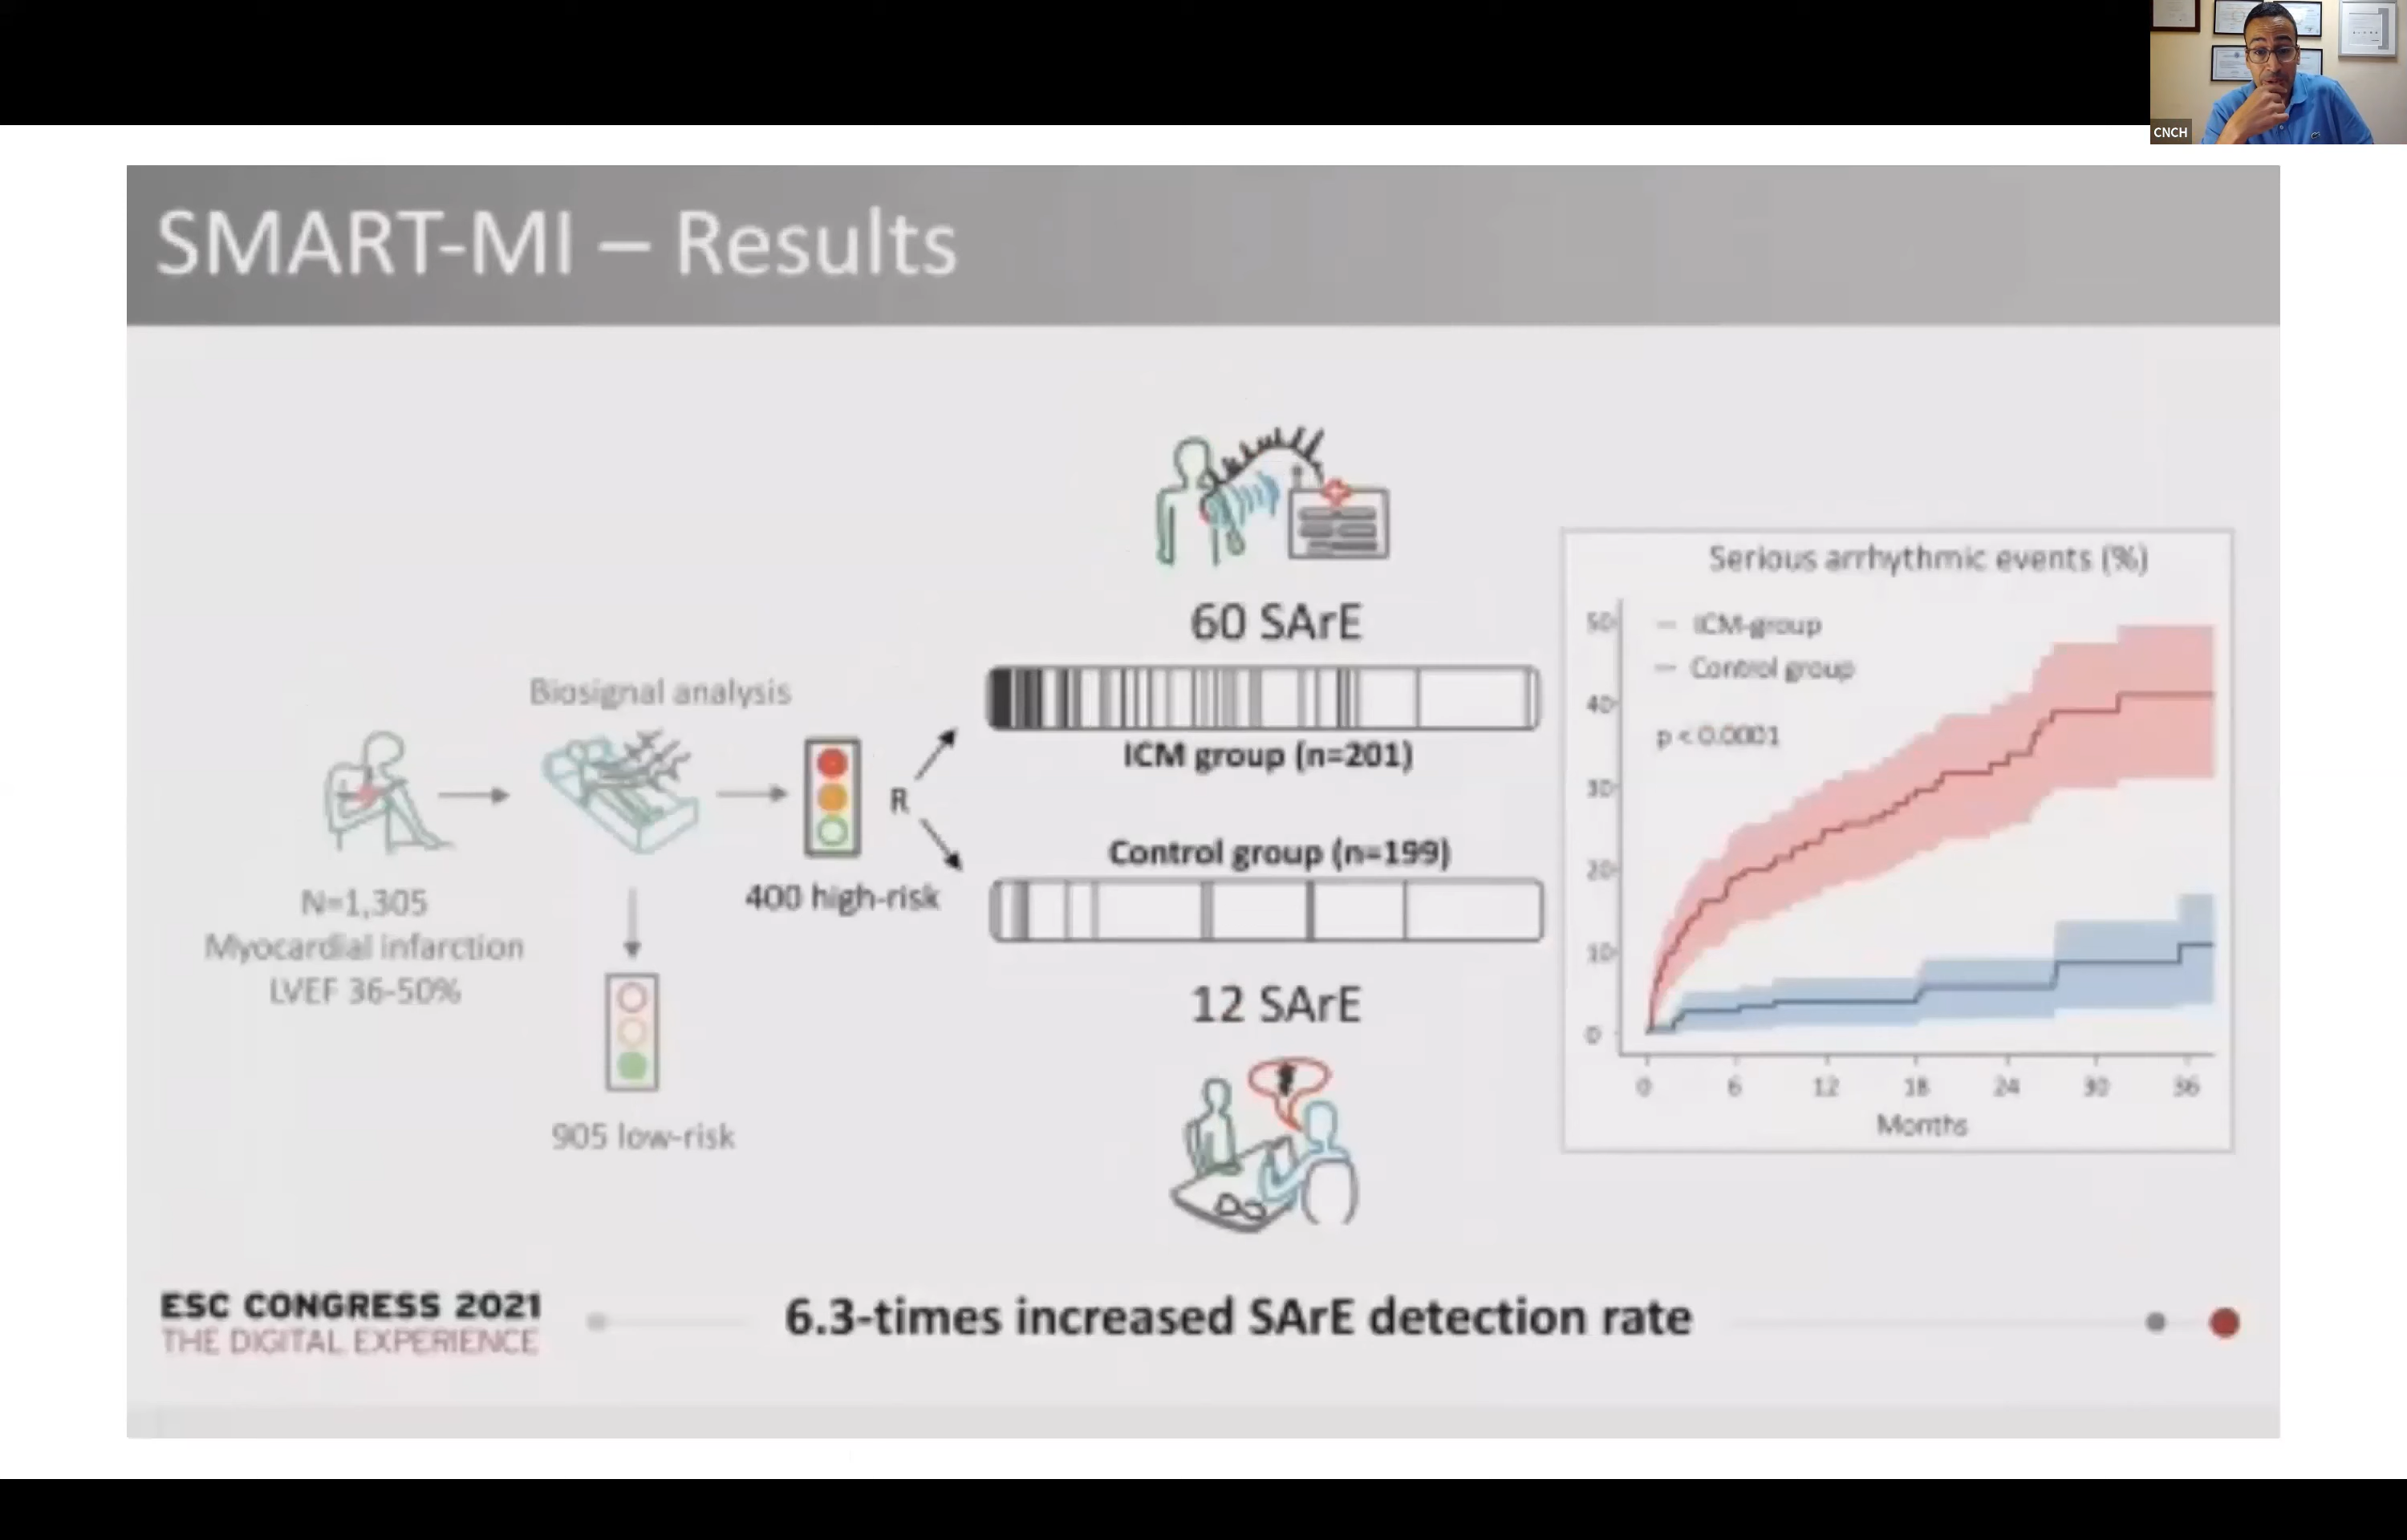 CNCH
SMART-MI – Results
60 SArE
ICM group (n=201)
Control group (n=199)
12 SArE
Biosignal analysis
R
400 high-risk
N=1,305
Myocardial infarction
LVEF 36-50%
905 low-risk
Serious arrhythmic events (%)
ICM-group
Control group
p < 0.0001
50
40
30
20
10
0
0 6 12 18 24 30 36
Months
ESC CONGRESS 2021
THE DIGITAL EXPERIENCE
6.3-times increased SArE detection rate